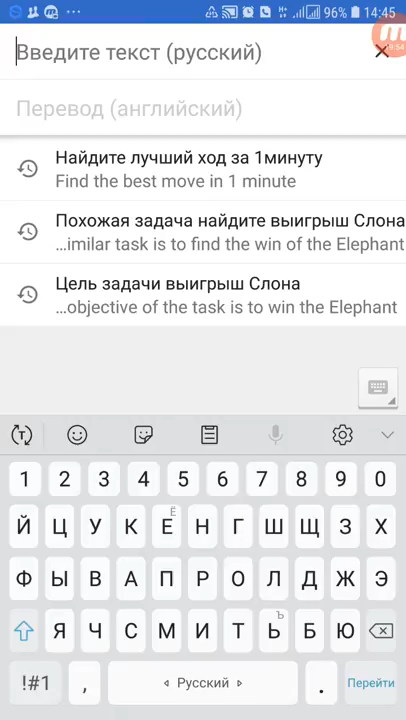 96% 14:45
Введите текст (русский)
19:54
Перевод (английский)
Найдите лучший ход за 1минуту
Find the best move in 1 minute
Похожая задача найдите выигрыш Слона
...imilar task is to find the win of the Elephant
Цель задачи выигрыш Слона
...objective of the task is to win the Elephant
1 2 3 4 5 6 7 8 9 0
Ё
Й Ц У К Е Н Г Ш Щ З Х
Ф Ы В А П Р О Л Д Ж Э
Ъ
Я Ч С М И Т Ь Б Ю
!#1 , Русский . Перейти